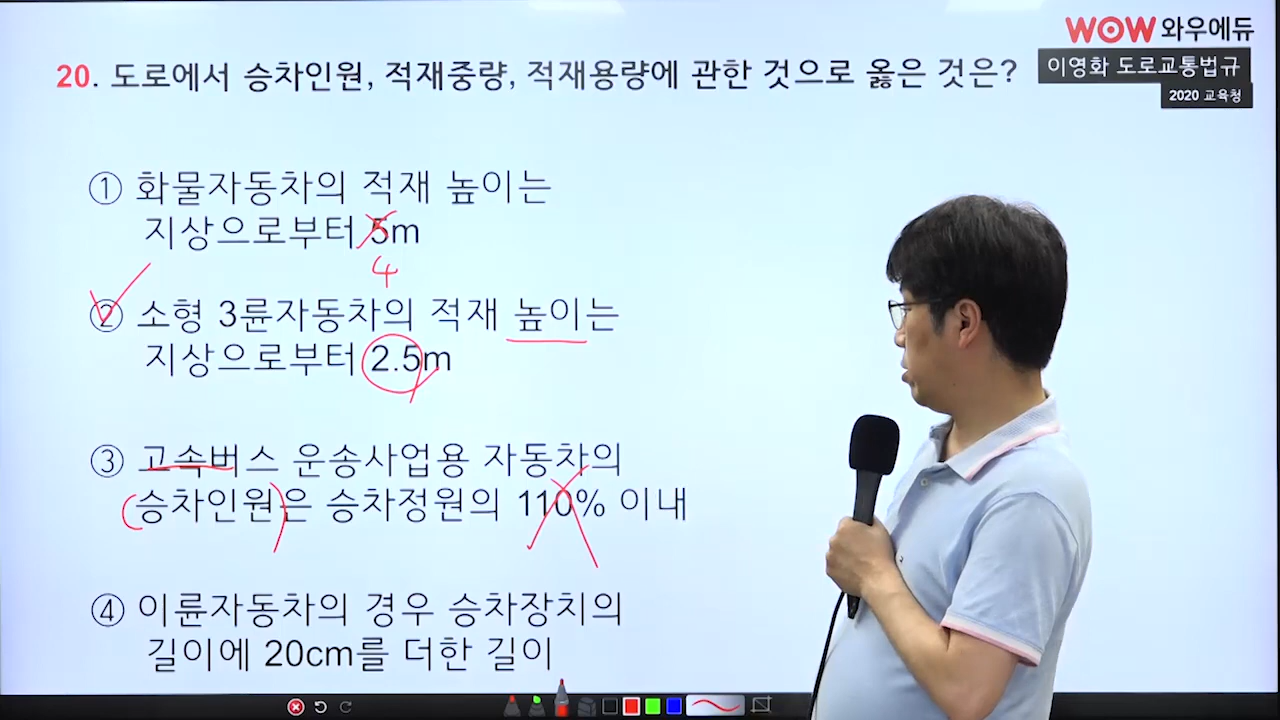 WOW 와우에듀
이영화 도로교통법규
2020 교육청
20. 도로에서 승차인원, 적재중량, 적재용량에 관한 것으로 옳은 것은?
① 화물자동차의 적재 높이는
지상으로부터 5m
4
② 소형 3륜자동차의 적재 높이는
지상으로부터 2.5m
③ 고속버스 운송사업용 자동차의
(승차인원)은 승차정원의 110% 이내
④ 이륜자동차의 경우 승차장치의
길이에 20cm를 더한 길이